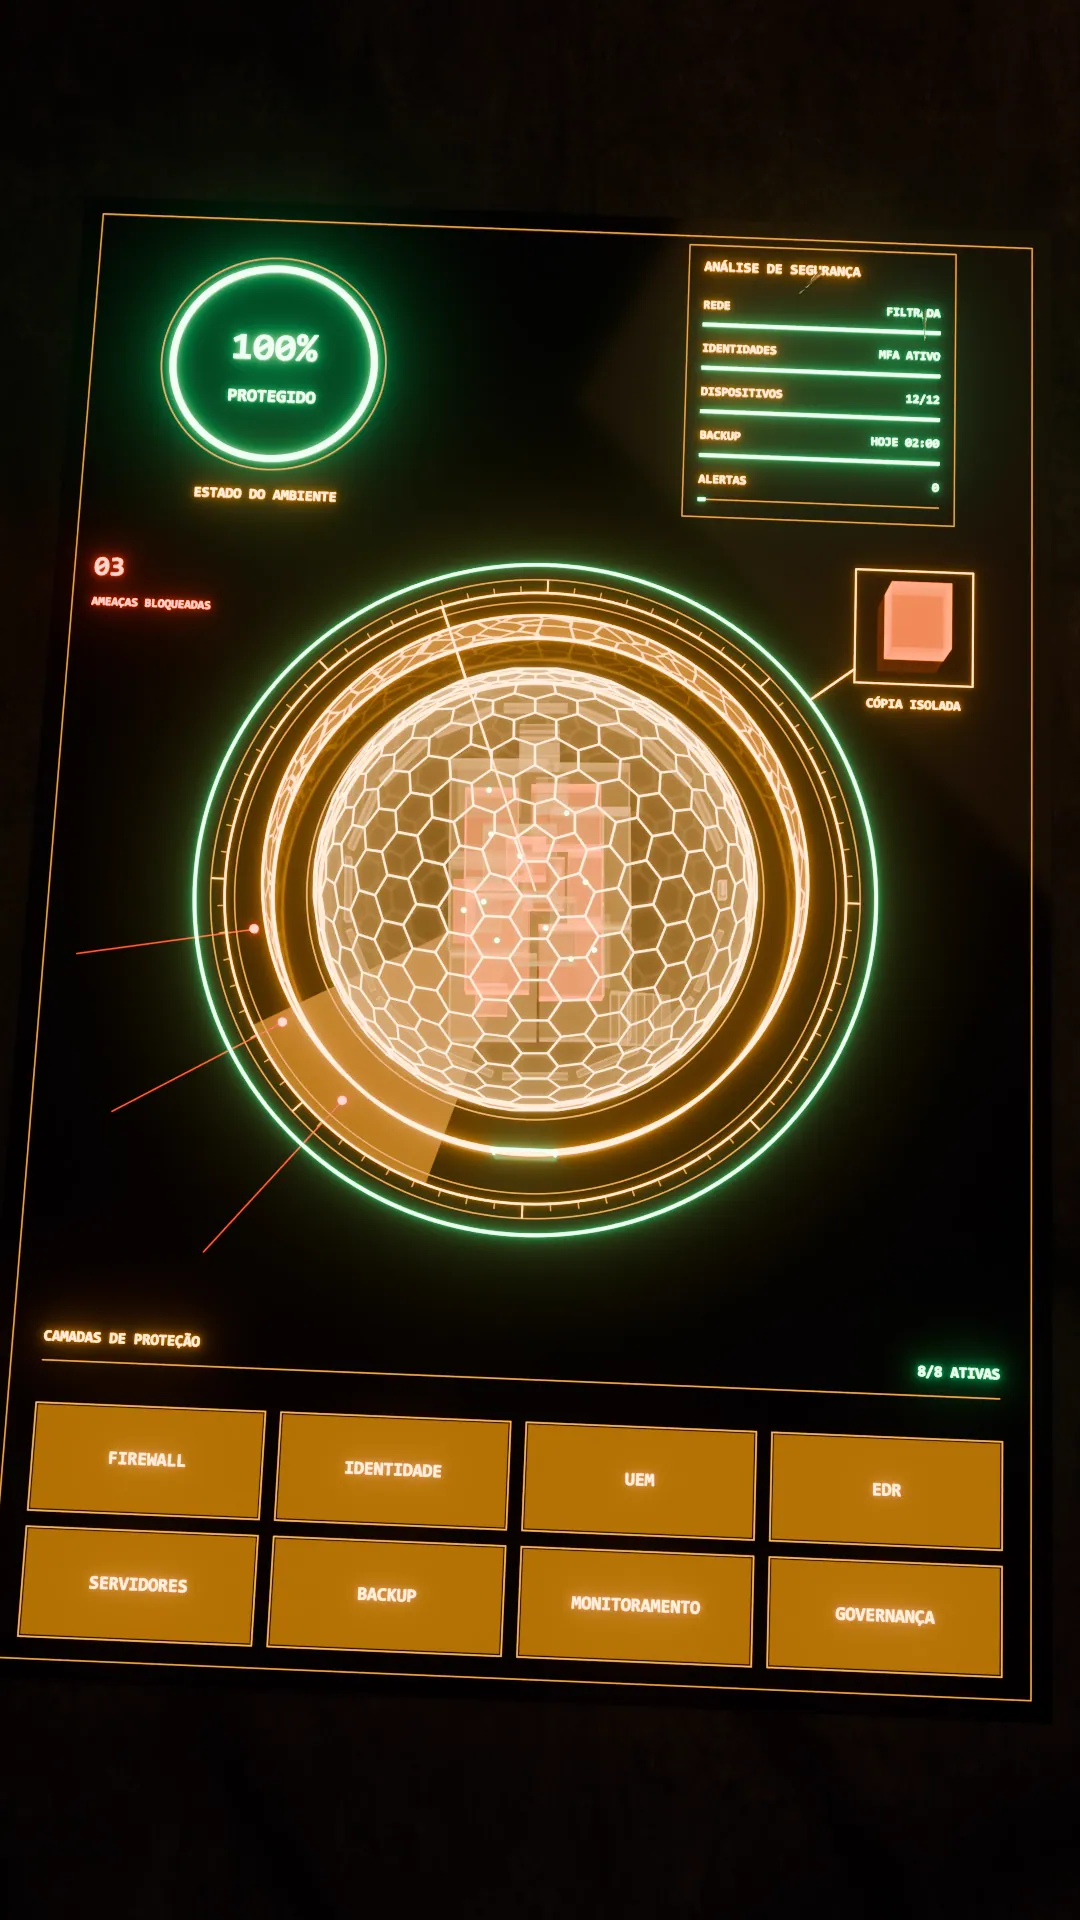 100%
PROTEGIDO
ESTADO DO AMBIENTE
ANÁLISE DE SEGURANÇA
REDE FILTRADA
IDENTIDADES MFA ATIVO
DISPOSITIVOS 12/12
BACKUP HOJE 02:00
ALERTAS 0
03
AMEAÇAS BLOQUEADAS
CÓPIA ISOLADA
CAMADAS DE PROTEÇÃO
8/8 ATIVAS
FIREWALL IDENTIDADE UEM EDR
SERVIDORES BACKUP MONITORAMENTO GOVERNANÇA